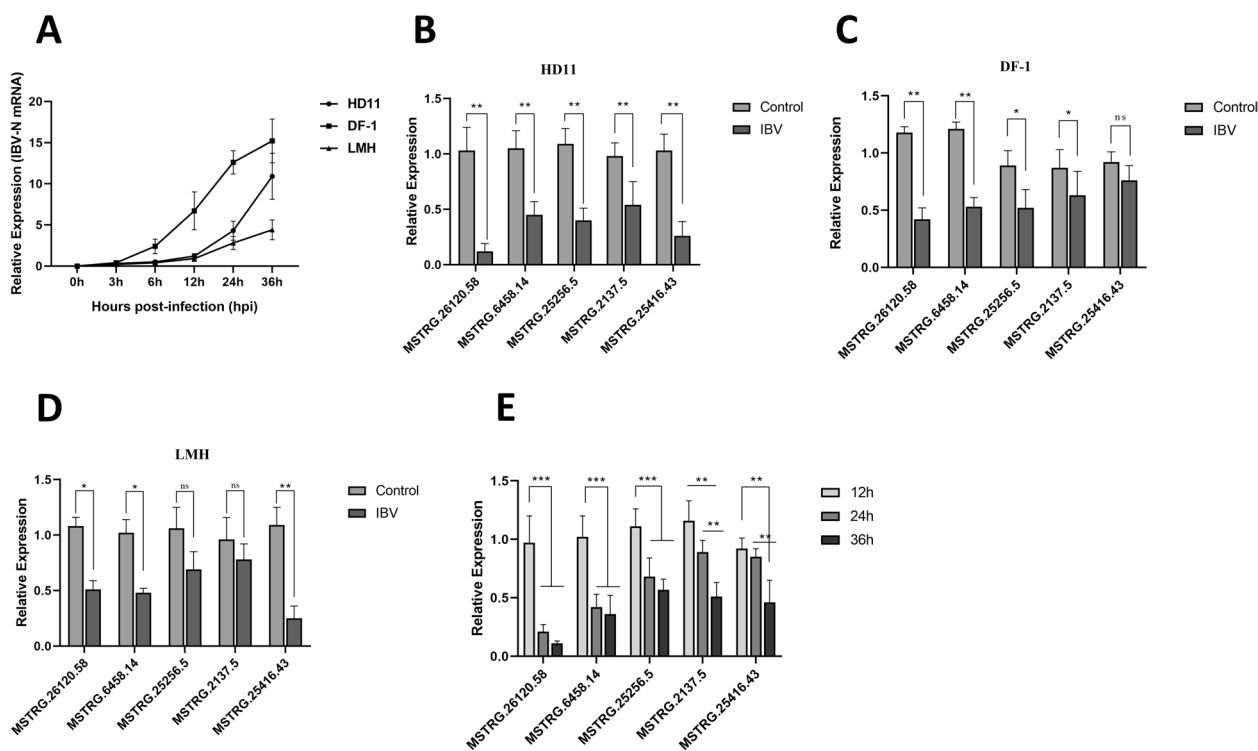 A
Relative Expression (IBV-N mRNA)
20
15
10
5
0
0h 3h 6h 12h 24h 36h
Hours post-infection (hpi)
HD11
DF-1
LMH
B
HD11
Relative Expression
1.5
1.0
0.5
0.0
** ** ** ** **
Control
IBV
MSTRG.26120.58
MSTRG.6458.14
MSTRG.25256.5
MSTRG.2137.5
MSTRG.25416.43
C
DF-1
Relative Expression
1.5
1.0
0.5
0.0
** ** * * ns
Control
IBV
MSTRG.26120.58
MSTRG.6458.14
MSTRG.25256.5
MSTRG.2137.5
MSTRG.25416.43
D
LMH
Relative Expression
1.5
1.0
0.5
0.0
* * ns ns **
Control
IBV
MSTRG.26120.58
MSTRG.6458.14
MSTRG.25256.5
MSTRG.2137.5
MSTRG.25416.43
E
Relative Expression
1.5
1.0
0.5
0.0
*** *** *** ** **
** **
12h
24h
36h
MSTRG.26120.58
MSTRG.6458.14
MSTRG.25256.5
MSTRG.2137.5
MSTRG.25416.43